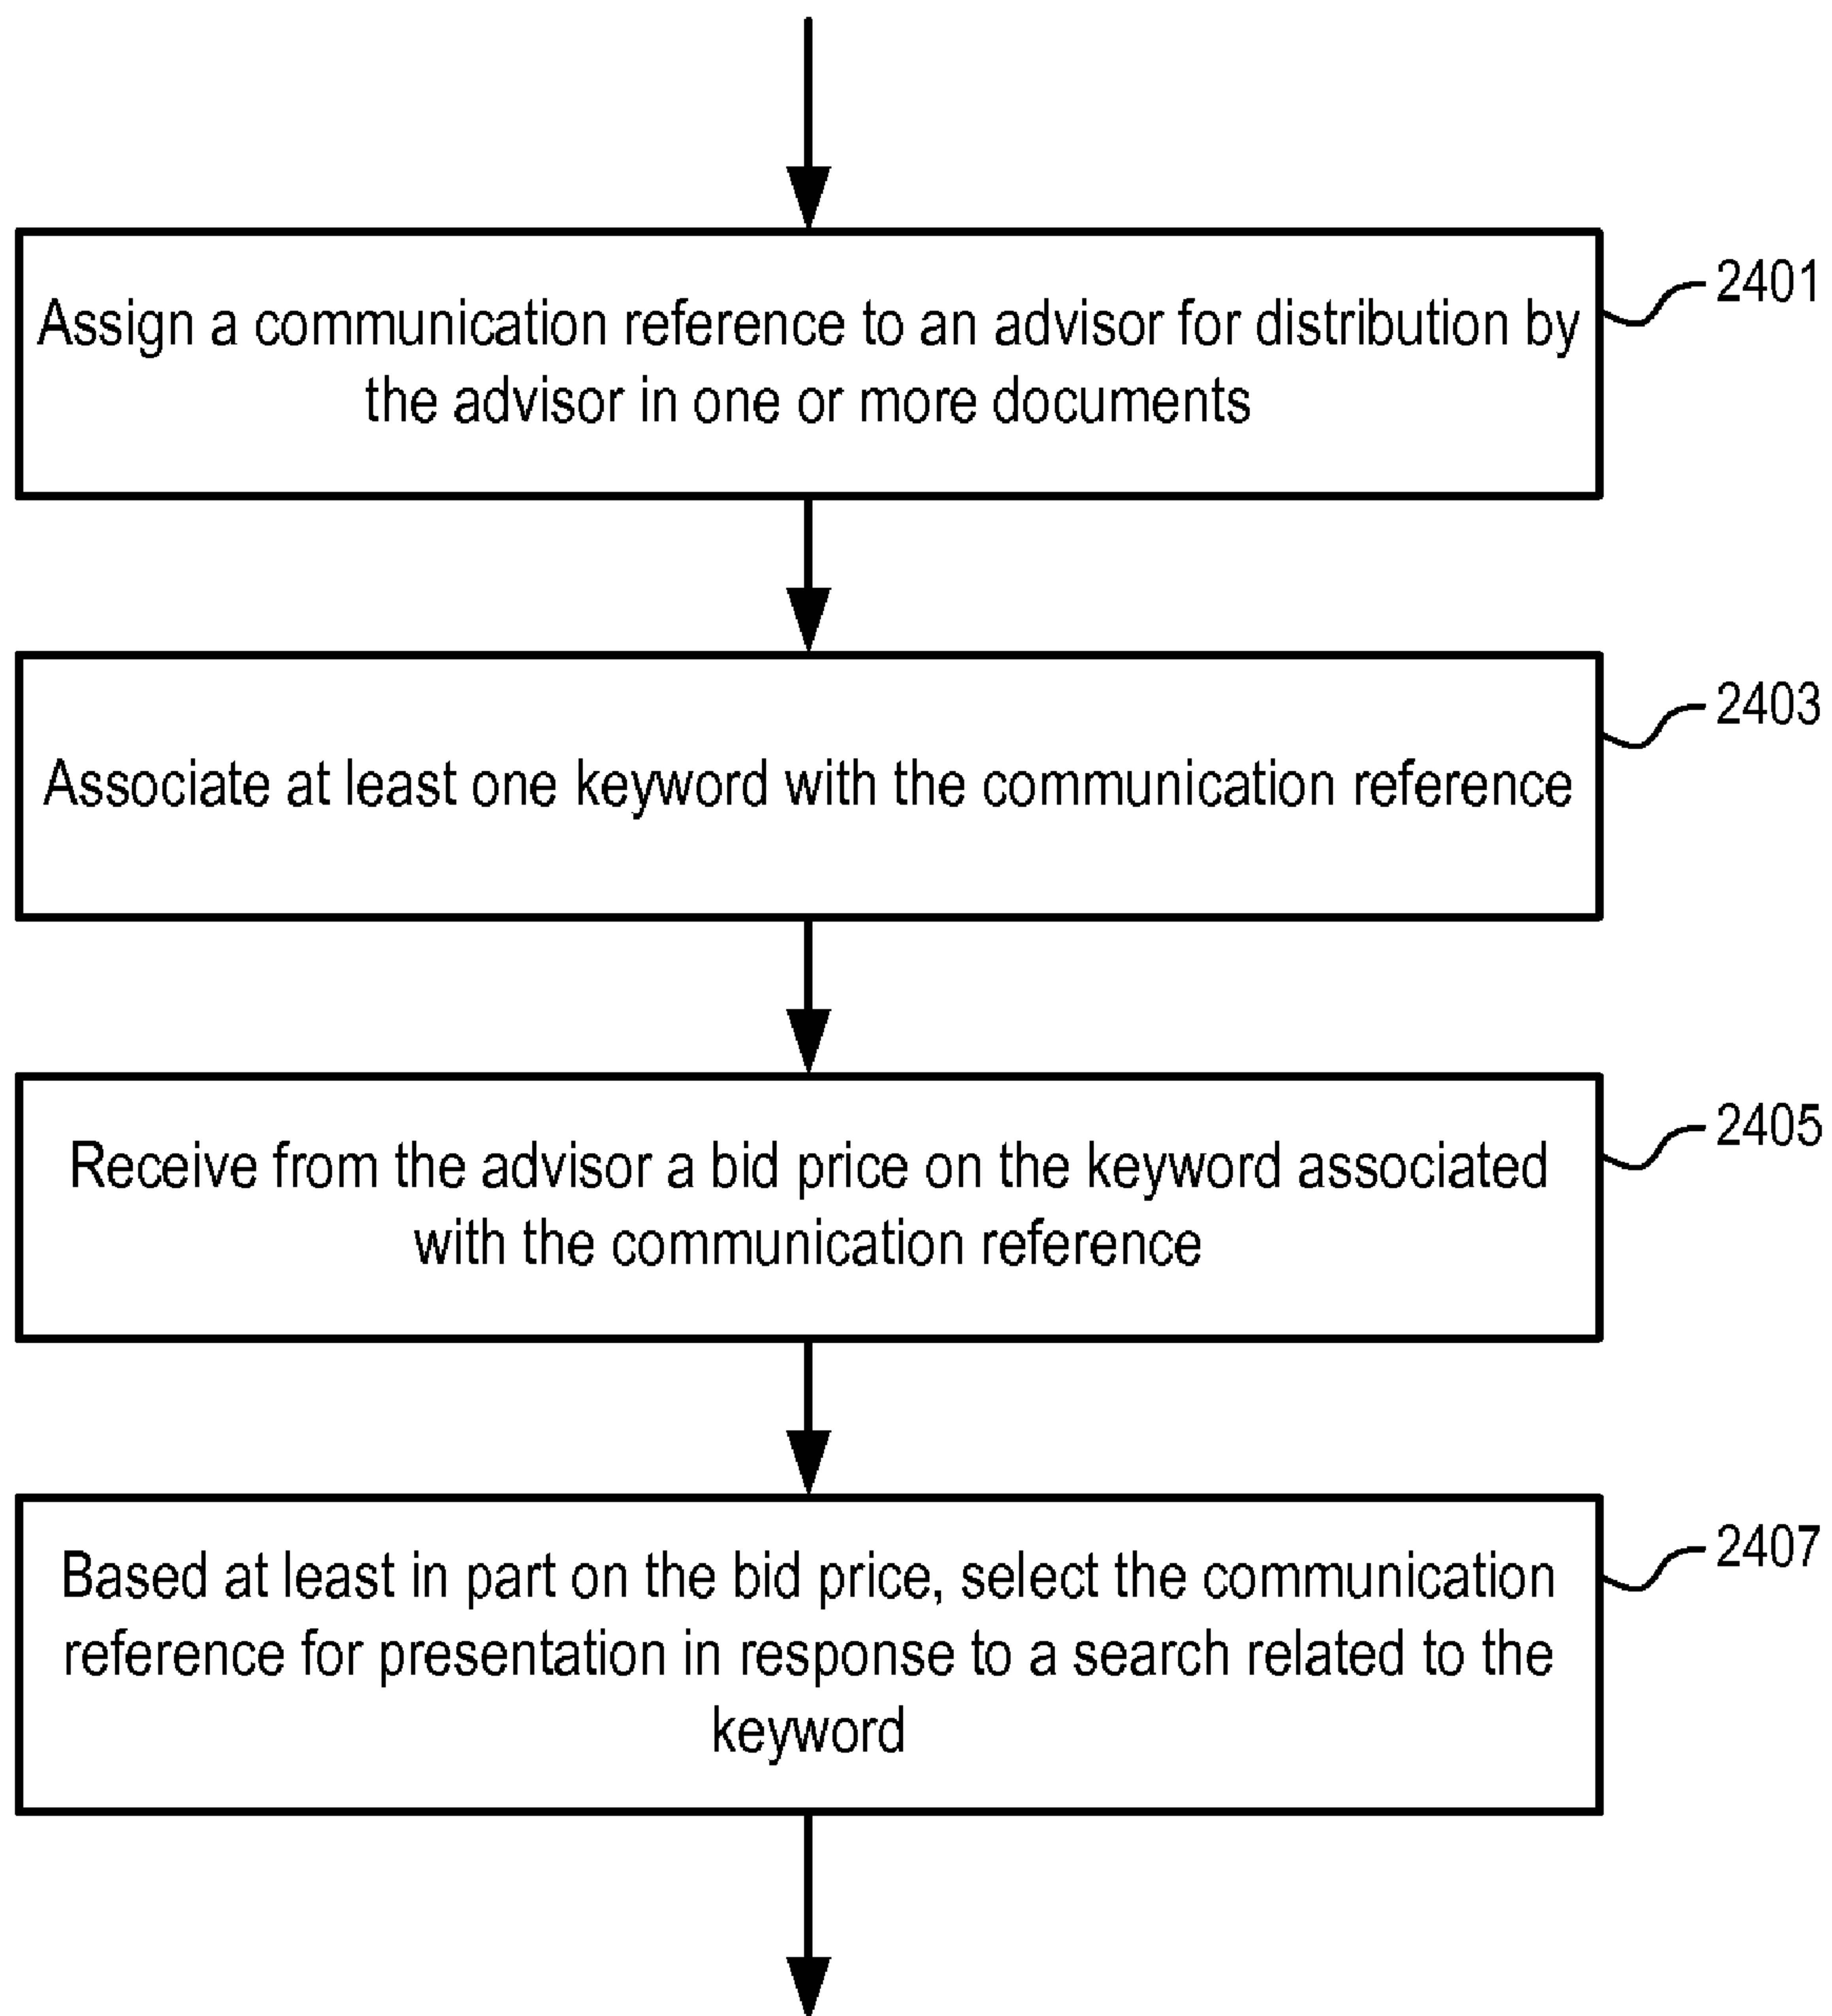 Assign a communication reference to an advisor for distribution by
the advisor in one or more documents
2401
Associate at least one keyword with the communication reference
2403
Receive from the advisor a bid price on the keyword associated
with the communication reference
2405
Based at least in part on the bid price, select the communication
reference for presentation in response to a search related to the
keyword
2407